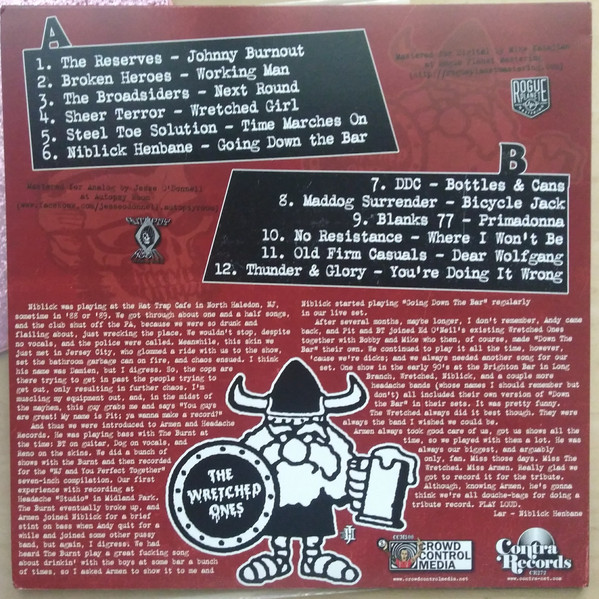 A
1. The Reserves - Johnny Burnout
2. Broken Heroes - Working Man
3. The Broadsiders - Next Round
4. Sheer Terror - Wretched Girl
5. Steel Toe Solution - Time Marches On
6. Niblick Henbane - Going Down the Bar
Mastered for Digital by Mike
at Rogue Planet Mastering
ROGUE
PLANET
B
7. DDC - Bottles & Cans
8. Maddog Surrender - Bicycle Jack
9. Blanks 77 - Primadonna
10. No Resistance - Where I Won't Be
11. Old Firm Casuals - Dear Wolfgang
12. Thunder & Glory - You're Doing It Wrong
Mastered for Analog by Jesse O'Donnell
at Autopsy Room
Niblick was playing at the Rat Trap Cafe in North Haledon, NJ,
sometime in '88 or '89. We got through about one and a half songs,
and the club shut off the PA, because we were so drunk and
flailing about, just wrecking the place. We wouldn't stop, despite
no vocals, and the police were called. Meanwhile, this skin we
just met in Jersey City, who glommed a ride with us to the show,
set the bathroom garbage can on fire, and chaos ensued. I think
his name was Damien, but I digress. So, the cops are
there trying to get in past the people trying to
get out, only resulting in further chaos. I'm
muscling my equipment out, and, in the midst of
the mayhem, this guy grabs me and says "You guys
are great! My name is Pit; ya wanna make a record?"
And thus we were introduced to Armen and Headache
Records. He was playing bass with The Burnt at
the time; BT on guitar, Dog on vocals, and
Reno on the skins. We did a bunch of
shows with the Burnt and then recorded
for the "NJ and You Perfect Together"
seven-inch compilation. Our first
experience with recording at
Headache "Studio" in Midland Park.
The Burnt eventually broke up, and
Armen joined Niblick for a brief
stint on bass when Andy quit for a
while and joined some other pussy
band, but again, I digress. We had
heard The Burnt play a great fucking song
about drinkin' with the boys at some bar a bunch
of times, so I asked Armen to show it to me and
Niblick started playing "Going Down The Bar" regularly
in our live set.
After several months, maybe longer, I don't remember, Andy came
back, and Pit and BT joined Ed O'Neil's existing Wretched Ones
together with Bobby and Mike who then, of course, made "Down The
Bar" their own. We continued to play it all the time, however,
'cause we're dicks; and we always needed another song for our
set. One show in the early 90's at the Brighton Bar in Long
Branch, Wretched, Niblick, and a couple more
headache bands (whose names I should remember but
don't) all included their own version of "Down
the Bar" in their sets. It was pretty funny.
The Wretched always did it best though. They were
always the band I wished we could be.
Armen always took good care of us, got us shows all the
time, so we played with them a lot. He was
always our biggest, and arguably
only, fan. Miss those days. Miss The
Wretched. Miss Armen. Really glad we
got to record it for the tribute.
Although, knowing Armen, he's gonna
think we're all douche-bags for doing a
tribute record. PLAY LOUD.
Lar - Niblick Henbane
THE
WRETCHED
ONES
CCM106
CROWD
CONTROL
MEDIA
www.crowdcontrolmedia.net
Contra
Records
CR272
www.contra-net.com